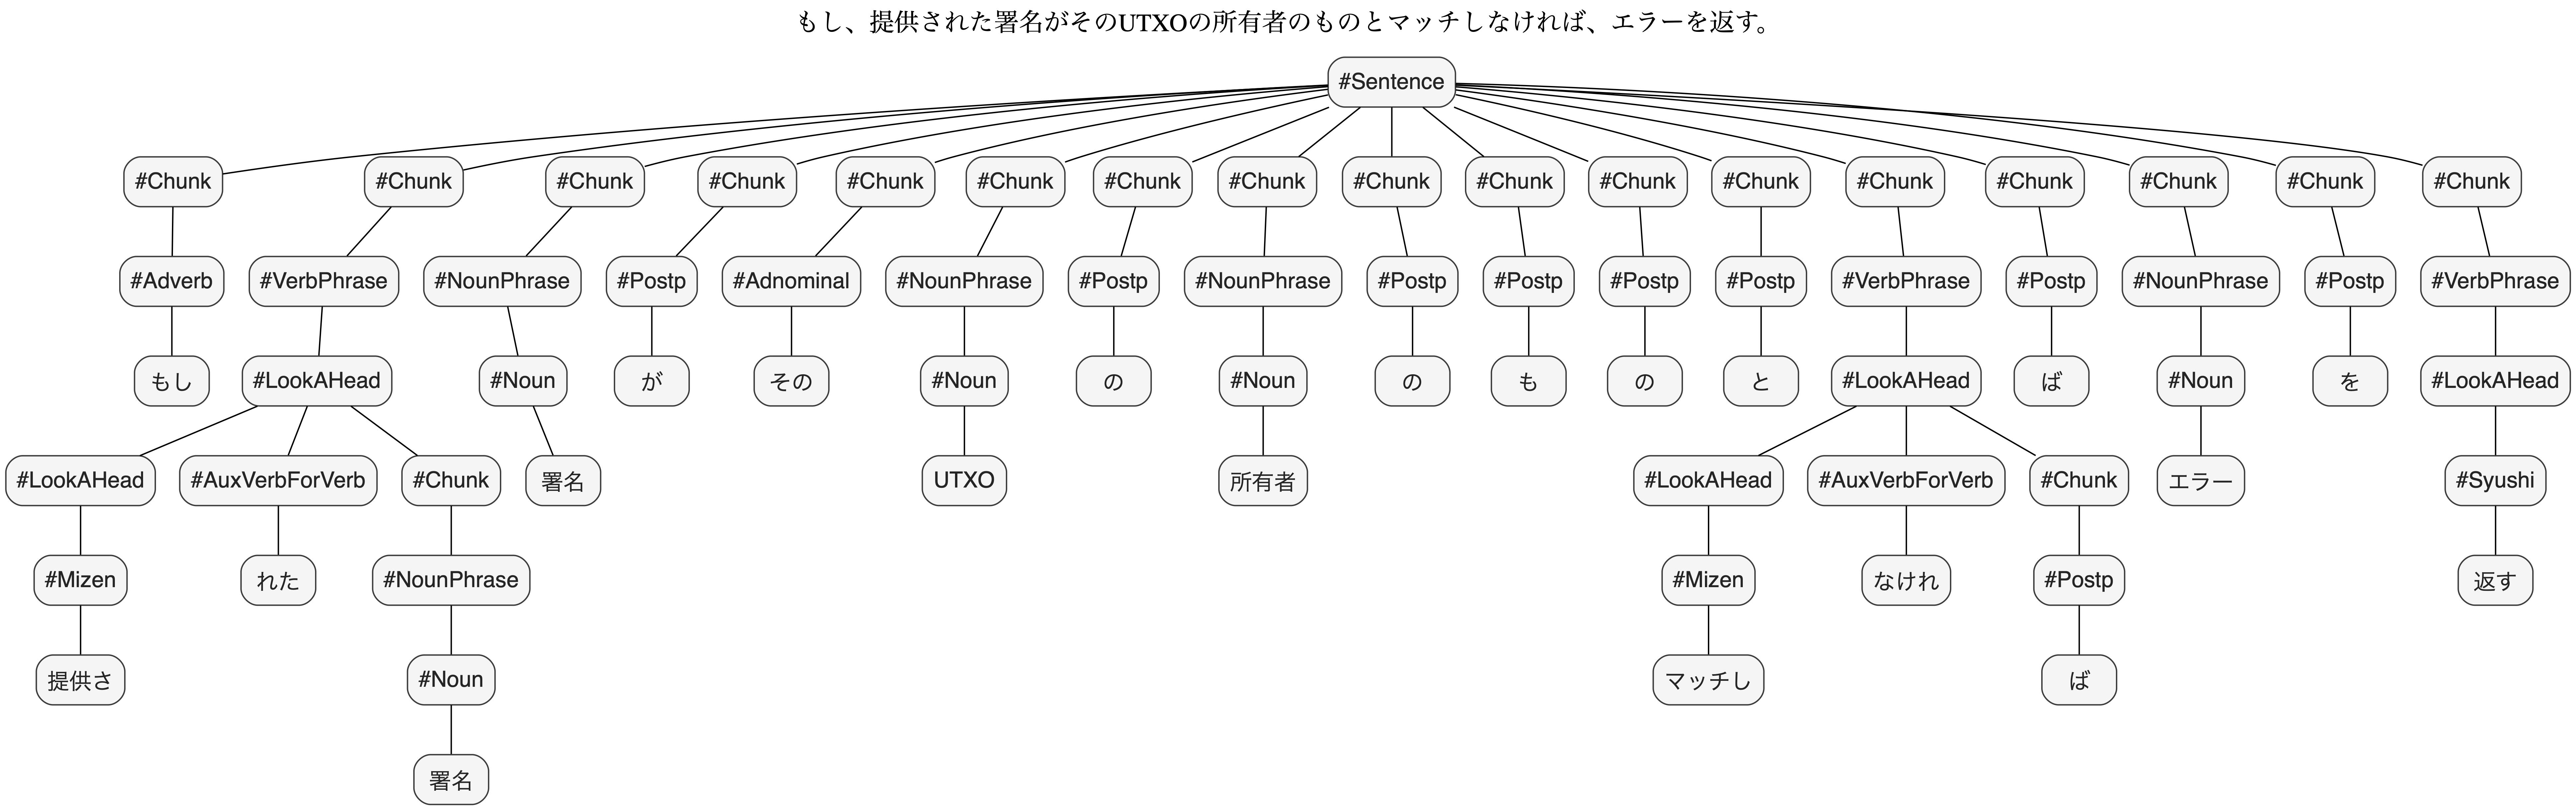 もし、提供された署名がそのUTXOの所有者のものとマッチしなければ、エラーを返す。
#Sentence
#Chunk #Chunk #Chunk #Chunk #Chunk #Chunk #Chunk #Chunk #Chunk #Chunk #Chunk #Chunk #Chunk #Chunk #Chunk #Chunk #Chunk
#Adverb #VerbPhrase #NounPhrase #Postp #Adnominal #NounPhrase #Postp #NounPhrase #Postp #Postp #Postp #Postp #VerbPhrase #Postp #NounPhrase #Postp #VerbPhrase
もし #LookAHead #Noun が その #Noun の #Noun の も の と #LookAHead ば #Noun を #LookAHead
#LookAHead #AuxVerbForVerb #Chunk 署名 UTXO 所有者 #LookAHead #AuxVerbForVerb #Chunk エラー #Syushi
#Mizen れた #NounPhrase #Mizen なけれ #Postp 返す
提供さ #Noun マッチし ば
署名